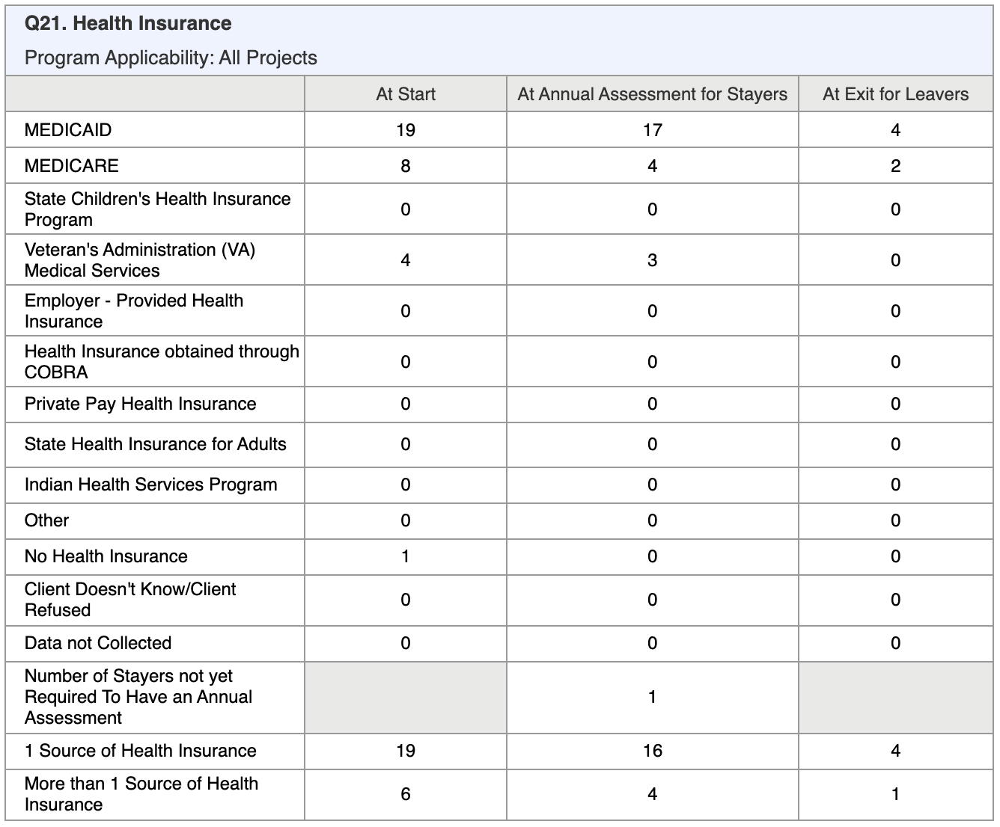 Q21. Health Insurance
Program Applicability: All Projects
At Start At Annual Assessment for Stayers At Exit for Leavers
MEDICAID 19 17 4
MEDICARE 8 4 2
State Children's Health Insurance
Program 0 0 0
Veteran's Administration (VA)
Medical Services 4 3 0
Employer - Provided Health
Insurance 0 0 0
Health Insurance obtained through
COBRA 0 0 0
Private Pay Health Insurance 0 0 0
State Health Insurance for Adults 0 0 0
Indian Health Services Program 0 0 0
Other 0 0 0
No Health Insurance 1 0 0
Client Doesn't Know/Client
Refused 0 0 0
Data not Collected 0 0 0
Number of Stayers not yet
Required To Have an Annual 1
Assessment
1 Source of Health Insurance 19 16 4
More than 1 Source of Health
Insurance 6 4 1